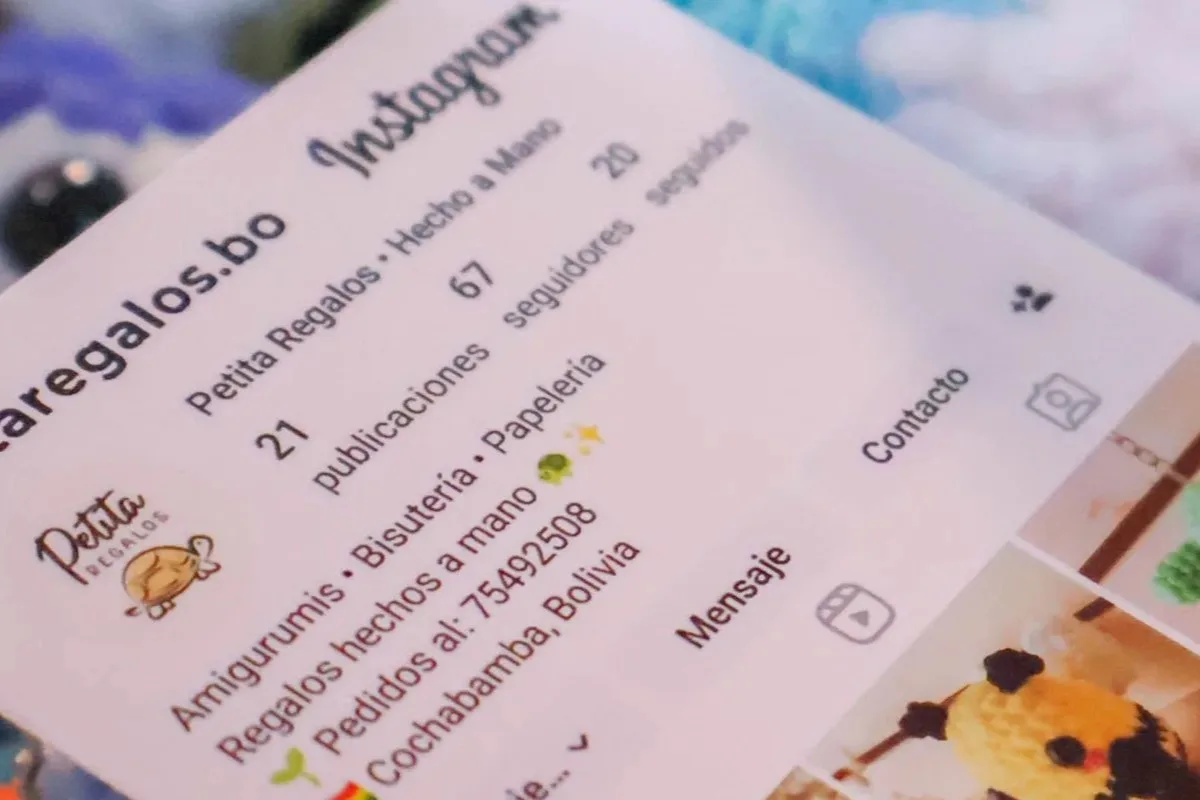 Instagram
aregalos.bo
Petita Regalos • Hecho a Mano
21 67 20
publicaciones seguidores seguidos
Petita
REGALOS
Amigurumis • Bisutería • Papelería
Regalos hechos a mano
Pedidos al: 75492508
Cochabamba, Bolivia
ie...
Mensaje Contacto